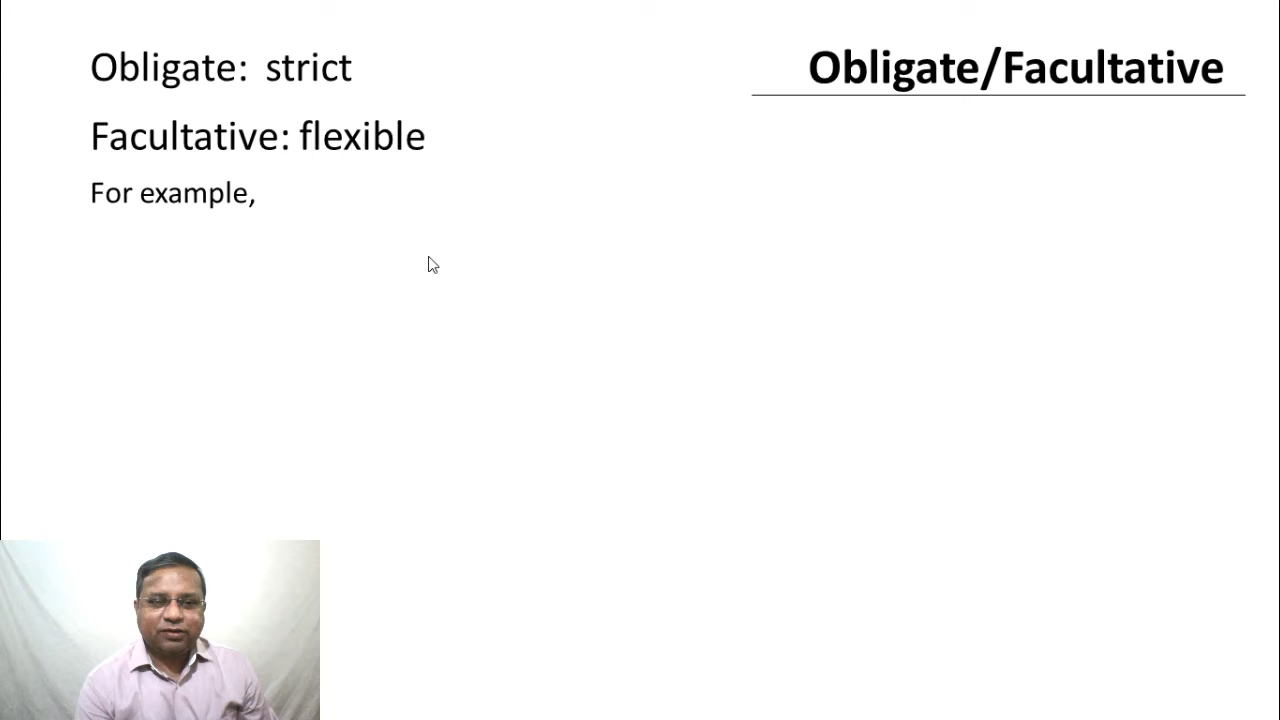 Obligate/Facultative
Obligate: strict
Facultative: flexible
For example,